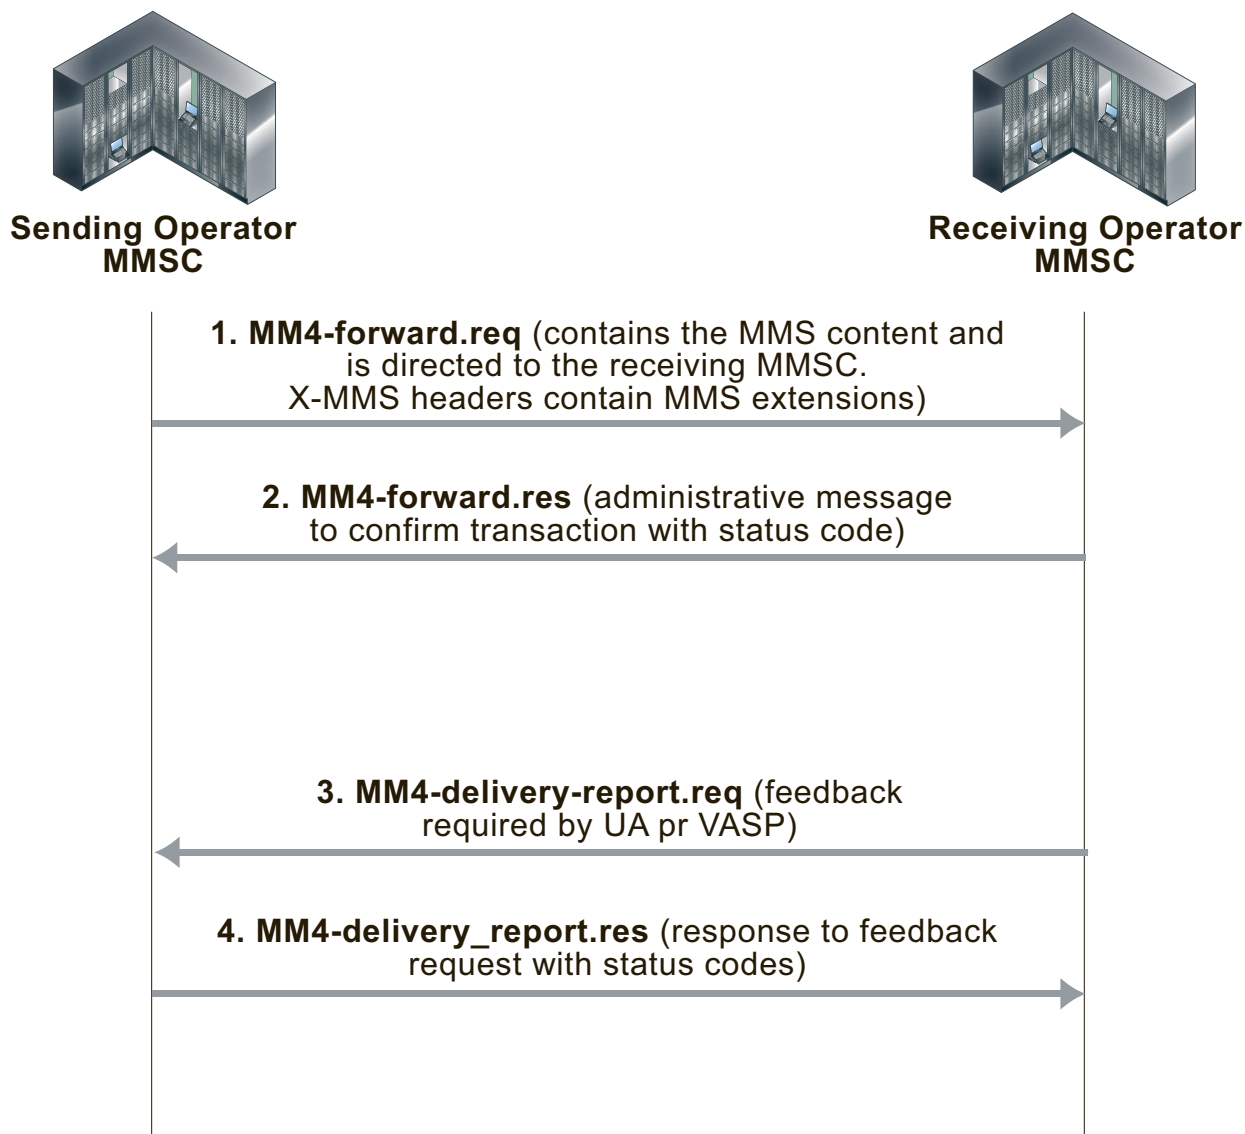 Sending Operator
MMSC
Receiving Operator
MMSC
1. MM4-forward.req (contains the MMS content and
is directed to the receiving MMSC.
X-MMS headers contain MMS extensions)
2. MM4-forward.res (administrative message
to confirm transaction with status code)
3. MM4-delivery-report.req (feedback
required by UA pr VASP)
4. MM4-delivery_report.res (response to feedback
request with status codes)